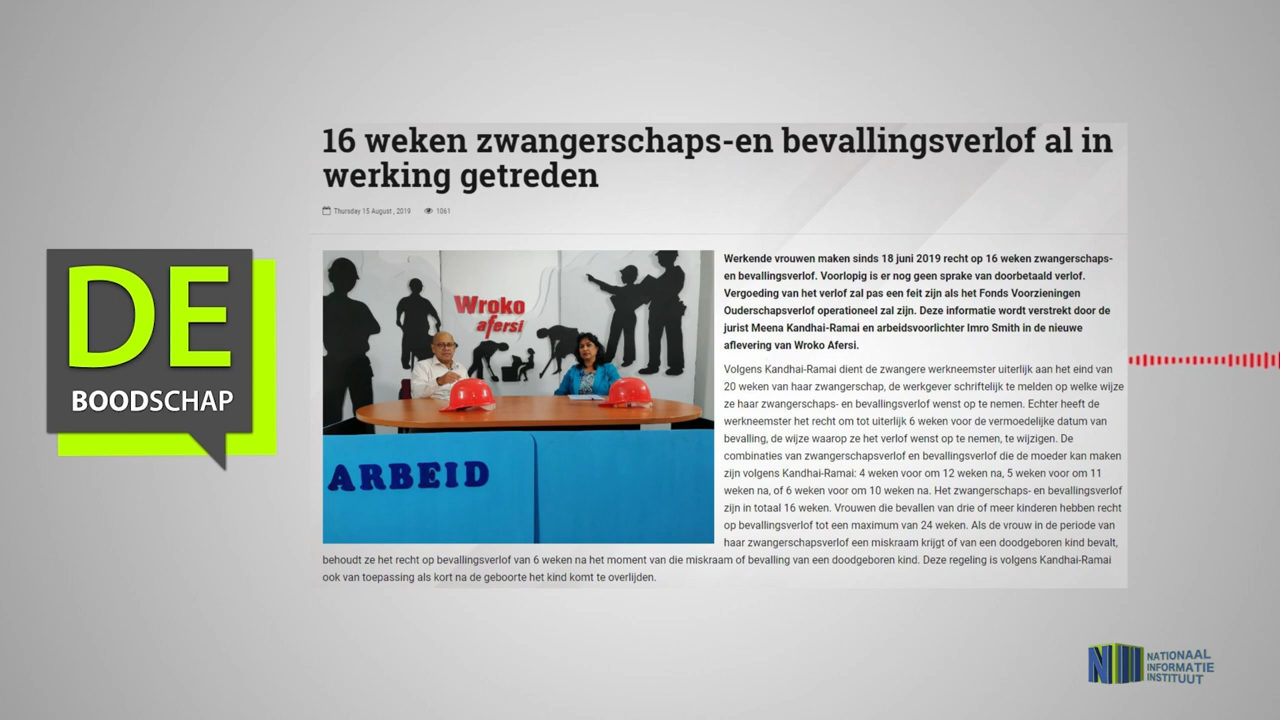 16 weken zwangerschaps-en bevallingsverlof al in
werking getreden
Thursday 15 August , 2019 1061
DE
BOODSCHAP
Wroko
afersi
ARBEID
Werkende vrouwen maken sinds 18 juni 2019 recht op 16 weken zwangerschaps-
en bevallingsverlof. Voorlopig is er nog geen sprake van doorbetaald verlof.
Vergoeding van het verlof zal pas een feit zijn als het Fonds Voorzieningen
Ouderschapsverlof operationeel zal zijn. Deze informatie wordt verstrekt door de
jurist Meena Kandhai-Ramai en arbeidsvoorlichter Imro Smith in de nieuwe
aflevering van Wroko Afersi.
Volgens Kandhai-Ramai dient de zwangere werkneemster uiterlijk aan het eind van
20 weken van haar zwangerschap, de werkgever schriftelijk te melden op welke wijze
ze haar zwangerschaps- en bevallingsverlof wenst op te nemen. Echter heeft de
werkneemster het recht om tot uiterlijk 6 weken voor de vermoedelijke datum van
bevalling, de wijze waarop ze het verlof wenst op te nemen, te wijzigen. De
combinaties van zwangerschapsverlof en bevallingsverlof die de moeder kan maken
zijn volgens Kandhai-Ramai: 4 weken voor om 12 weken na, 5 weken voor om 11
weken na, of 6 weken voor om 10 weken na. Het zwangerschaps- en bevallingsverlof
zijn in totaal 16 weken. Vrouwen die bevallen van drie of meer kinderen hebben recht
op bevallingsverlof tot een maximum van 24 weken. Als de vrouw in de periode van
haar zwangerschapsverlof een miskraam krijgt of van een doodgeboren kind bevalt,
behoudt ze het recht op bevallingsverlof van 6 weken na het moment van die miskraam of bevalling van een doodgeboren kind. Deze regeling is volgens Kandhai-Ramai
ook van toepassing als kort na de geboorte het kind komt te overlijden.
NII
NATIONAAL
INFORMATIE
INSTITUUT